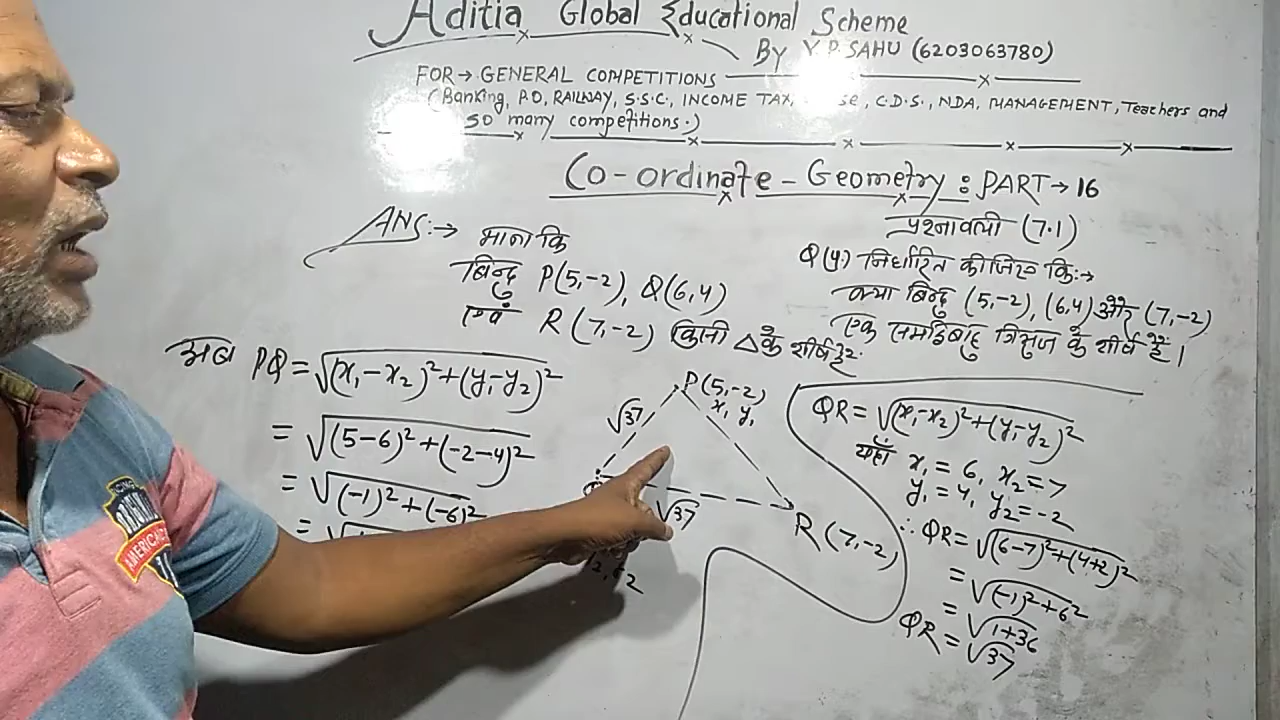 Aditia Global Educational Scheme
By Y.P. SAHU (6203063780)
FOR → GENERAL COMPETITIONS
(Banking, P.O, RAILWAY, S.S.C., INCOME TAX, C.D.S., NDA, MANAGEMENT, Teachers and
so many competitions.)
Co-ordinate-Geometry : PART → 16
प्रश्नावली (7.1)
Q(4) निर्धारित कीजिए कि:→
क्या बिन्दु (5,-2), (6,4) और (7,-2)
एक समद्विबाहु त्रिभुज के शीर्ष हैं।
ANS:→ माना कि
बिन्दु P(5,-2), Q(6,4)
एवं R(7,-2) किसी △ के शीर्ष हैं
अब PQ = √(x₁-x₂)²+(y₁-y₂)²
= √(5-6)²+(-2-4)²
= √(-1)²+(-6)²
= √
P(5,-2)
x₁ y₁
√37
√37
R(7,-2)
QR = √(x₁-x₂)²+(y₁-y₂)²
यहाँ x₁ = 6, x₂ = 7
y₁ = 4, y₂ = -2
∴ QR = √(6-7)²+(4+2)²
= √(-1)²+6²
= √1+36
QR = √37